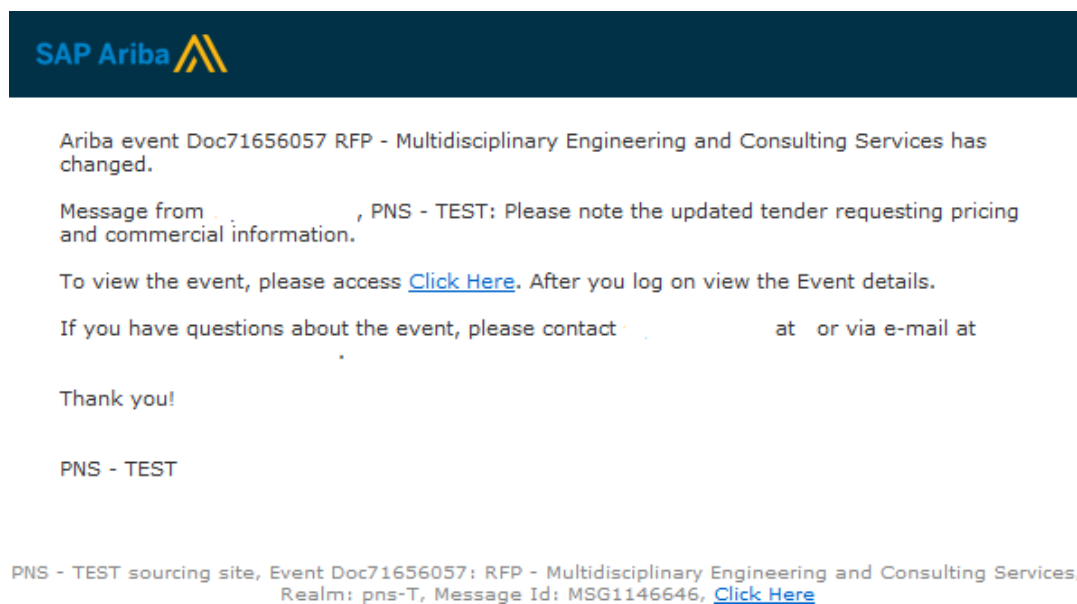 SAP Ariba
Ariba event Doc71656057 RFP - Multidisciplinary Engineering and Consulting Services has
changed.
Message from , PNS - TEST: Please note the updated tender requesting pricing
and commercial information.
To view the event, please access Click Here. After you log on view the Event details.
If you have questions about the event, please contact at or via e-mail at
.
Thank you!
PNS - TEST
PNS - TEST sourcing site, Event Doc71656057: RFP - Multidisciplinary Engineering and Consulting Services,
Realm: pns-T, Message Id: MSG1146646, Click Here